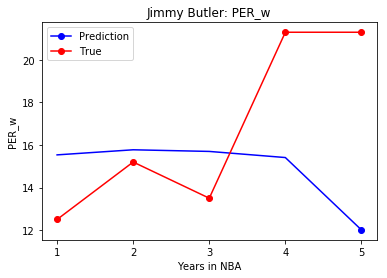 Jimmy Butler: PER_w
Prediction
True
PER_w
20
18
16
14
12
1 2 3 4 5
Years in NBA